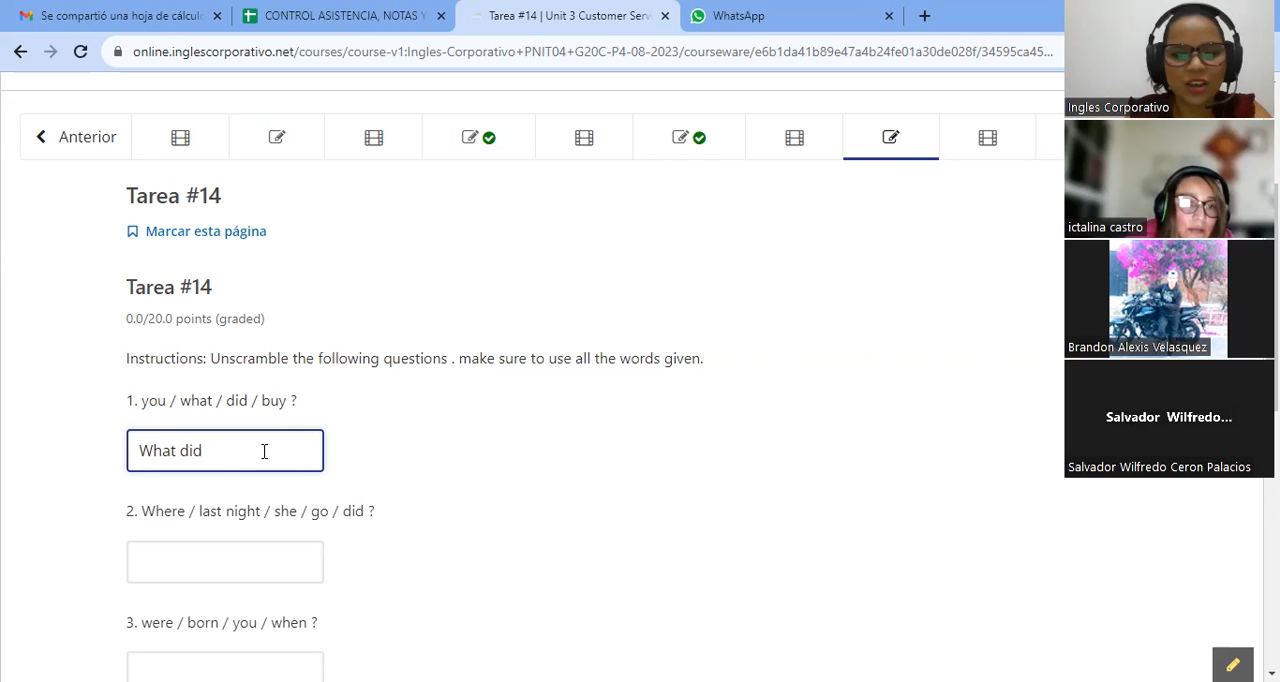 Se compartió una hoja de cálcu
CONTROL ASISTENCIA, NOTAS Y
Tarea #14 | Unit 3 Customer Serv
WhatsApp
online.inglescorporativo.net/courses/course-v1:Ingles-Corporativo+PNIT04+G20C-P4-08-2023/courseware/e6b1da41b89e47a4b24fe01a30de028f/34595ca45...
Anterior
Tarea #14
Marcar esta página
Tarea #14
0.0/20.0 points (graded)
Instructions: Unscramble the following questions . make sure to use all the words given.
1. you / what / did / buy ?
What did
2. Where / last night / she / go / did ?
3. were / born / you / when ?
Ingles Corporativo
ictalina castro
Brandon Alexis Velasquez
Salvador Wilfredo...
Salvador Wilfredo Ceron Palacios